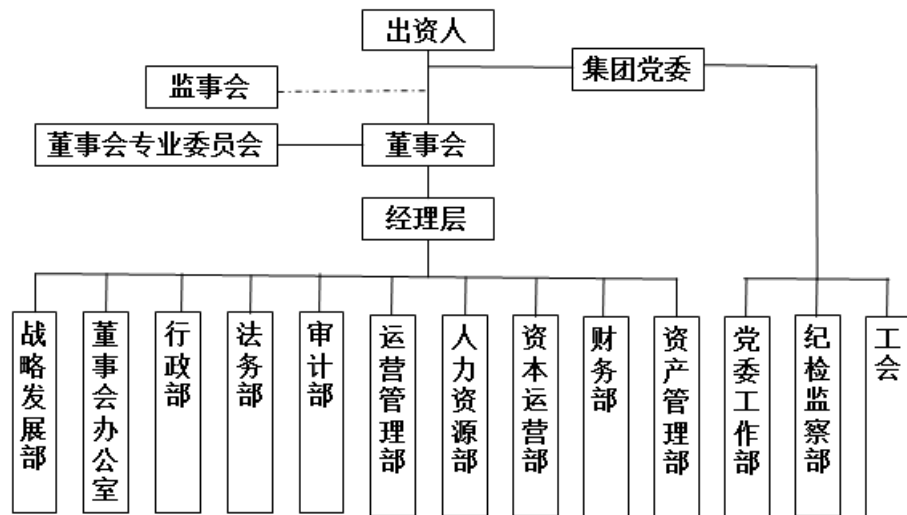 出资人
集团党委
监事会
董事会专业委员会
董事会
经理层
战略发展部
董事会办公室
行政部
法务部
审计部
运营管理部
人力资源部
资本运营部
财务部
资产管理部
党委工作部
纪检监察部
工会